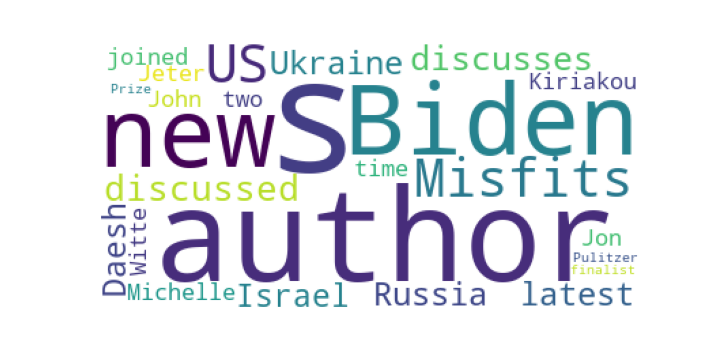 joined US Ukraine discusses
Jeter Kiriakou
Prize John two
new S Biden
time Misfits
discussed
author
Daesh Witte Jon
Pulitzer
finalist
Michelle Israel Russia latest